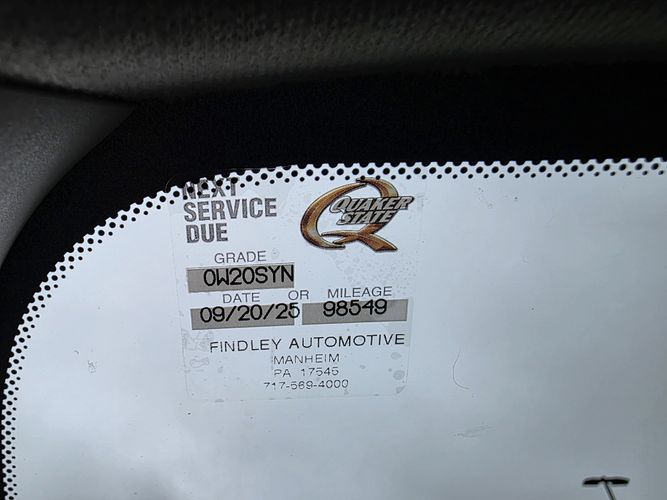 NEXT
SERVICE
DUE
QUAKER
STATE
GRADE
0W20SYN
DATE OR MILEAGE
09/20/25 98549
FINDLEY AUTOMOTIVE
MANHEIM
PA 17545
717-569-4000